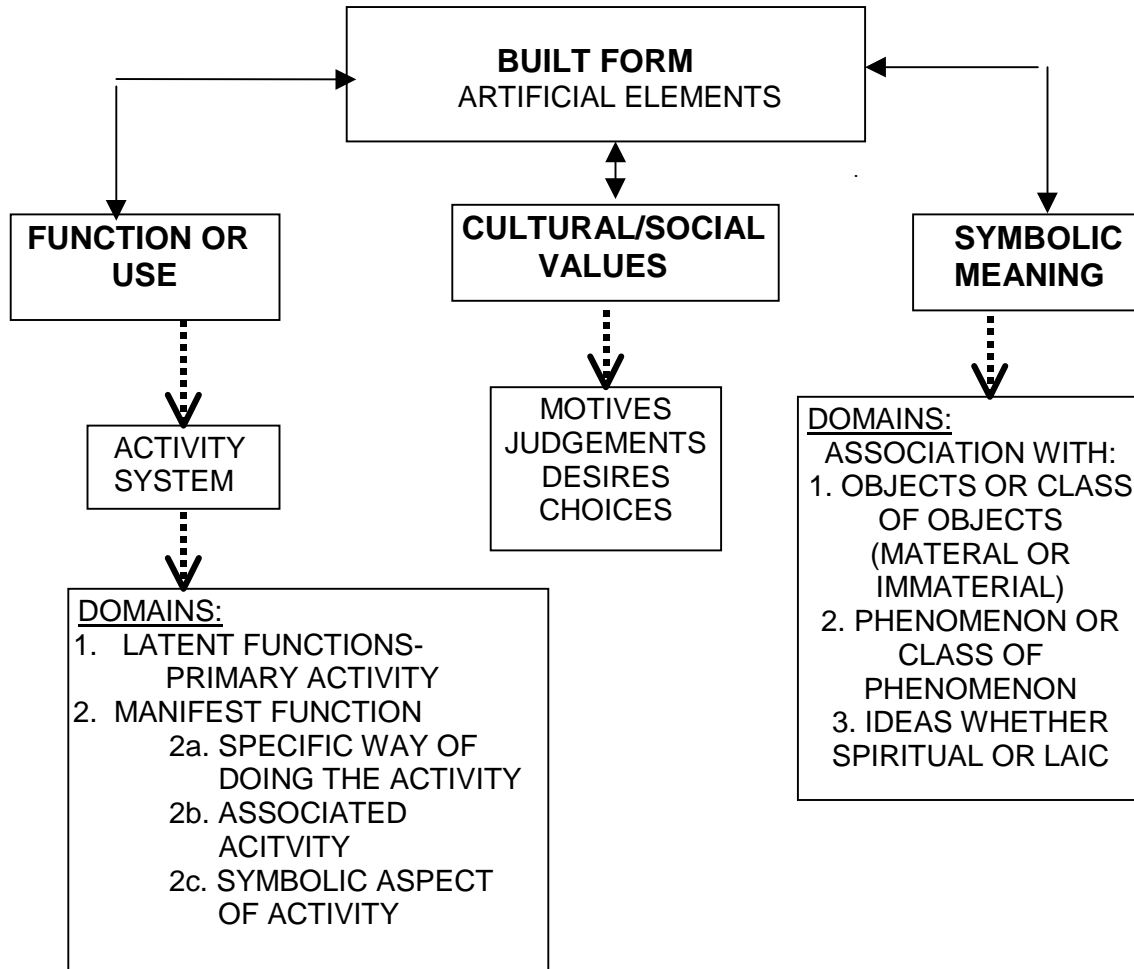 BUILT FORM
ARTIFICIAL ELEMENTS
FUNCTION OR
USE
CULTURAL/SOCIAL
VALUES
SYMBOLIC
MEANING
ACTIVITY
SYSTEM
MOTIVES
JUDGEMENTS
DESIRES
CHOICES
DOMAINS:
ASSOCIATION WITH:
1. OBJECTS OR CLASS
OF OBJECTS
(MATERAL OR
IMMATERIAL)
2. PHENOMENON OR
CLASS OF
PHENOMENON
3. IDEAS WHETHER
SPIRITUAL OR LAIC
DOMAINS:
1. LATENT FUNCTIONS-
PRIMARY ACTIVITY
2. MANIFEST FUNCTION
2a. SPECIFIC WAY OF
DOING THE ACTIVITY
2b. ASSOCIATED
ACITVITY
2c. SYMBOLIC ASPECT
OF ACTIVITY